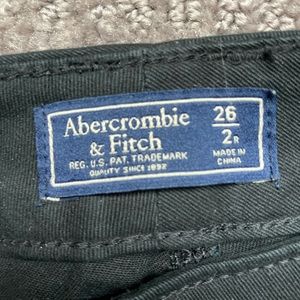 Abercrombie
& Fitch
REG. U.S. PAT. TRADEMARK
QUALITY SINCE 1892
26
2R
MADE IN
CHINA